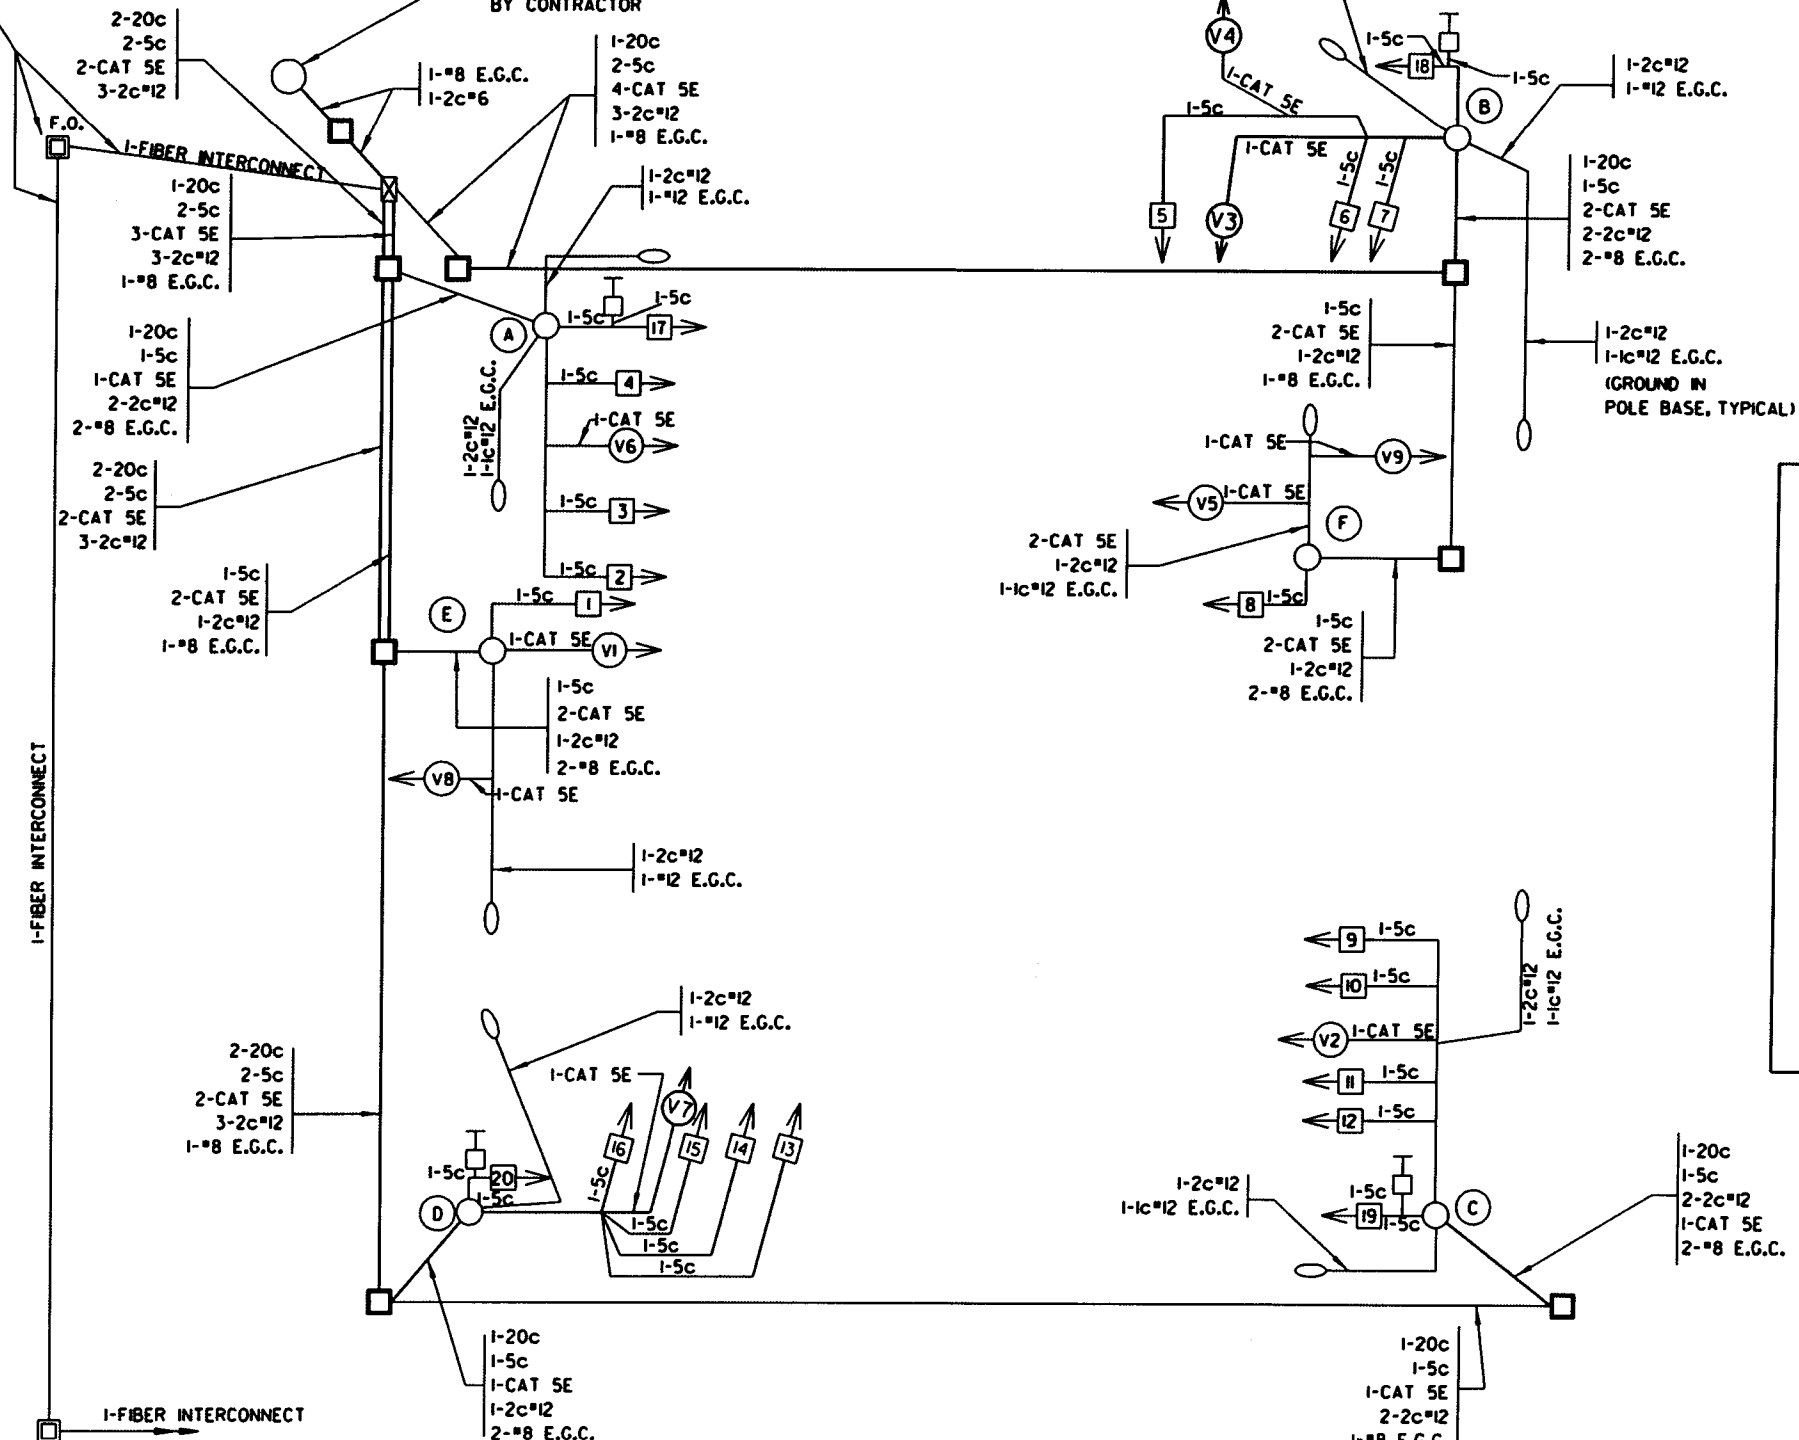 BY CONTRACTOR
2-20c
2-5c
2-CAT 5E
3-2c#12
1-#8 E.G.C.
1-2c#6
1-20c
2-5c
4-CAT 5E
3-2c#12
1-#8 E.G.C.
F.O.
1-FIBER INTERCONNECT
1-20c
2-5c
3-CAT 5E
3-2c#12
1-#8 E.G.C.
1-2c#12
1-#12 E.G.C.
V4
1-CAT 5E
1-5c
1-CAT 5E
1-5c
1-5c
5
V3
6
7
1-5c
18
1-5c
B
1-2c#12
1-#12 E.G.C.
1-20c
1-5c
2-CAT 5E
2-2c#12
2-#8 E.G.C.
1-20c
1-5c
1-CAT 5E
2-2c#12
2-#8 E.G.C.
A
1-5c
1-5c
17
1-5c
4
1-CAT 5E
V6
1-2c#12
1-1c#12 E.G.C.
1-5c
3
1-5c
2
1-5c
2-CAT 5E
1-2c#12
1-#8 E.G.C.
1-2c#12
1-1c#12 E.G.C.
(GROUND IN
POLE BASE, TYPICAL)
2-20c
2-5c
2-CAT 5E
3-2c#12
1-CAT 5E
V9
V5
1-CAT 5E
F
2-CAT 5E
1-2c#12
1-1c#12 E.G.C.
8
1-5c
1-5c
2-CAT 5E
1-2c#12
2-#8 E.G.C.
1-5c
2-CAT 5E
1-2c#12
1-#8 E.G.C.
E
1-5c
1
1-CAT 5E
V1
1-5c
2-CAT 5E
1-2c#12
2-#8 E.G.C.
V8
1-CAT 5E
1-FIBER INTERCONNECT
1-2c#12
1-#12 E.G.C.
9
1-5c
10
1-5c
V2
1-CAT 5E
11
1-5c
12
1-5c
1-2c#12
1-1c#12 E.G.C.
1-2c#12
1-#12 E.G.C.
2-20c
2-5c
2-CAT 5E
3-2c#12
1-#8 E.G.C.
1-CAT 5E
V7
16
15
14
13
1-5c
20
1-5c
1-5c
D
1-5c
1-5c
1-5c
1-2c#12
1-1c#12 E.G.C.
1-5c
19
1-5c
C
1-20c
1-5c
2-2c#12
1-CAT 5E
2-#8 E.G.C.
1-20c
1-5c
1-CAT 5E
1-2c#12
2-#8 E.G.C.
1-20c
1-5c
1-CAT 5E
2-2c#12
1-#8 E.G.C.
1-FIBER INTERCONNECT